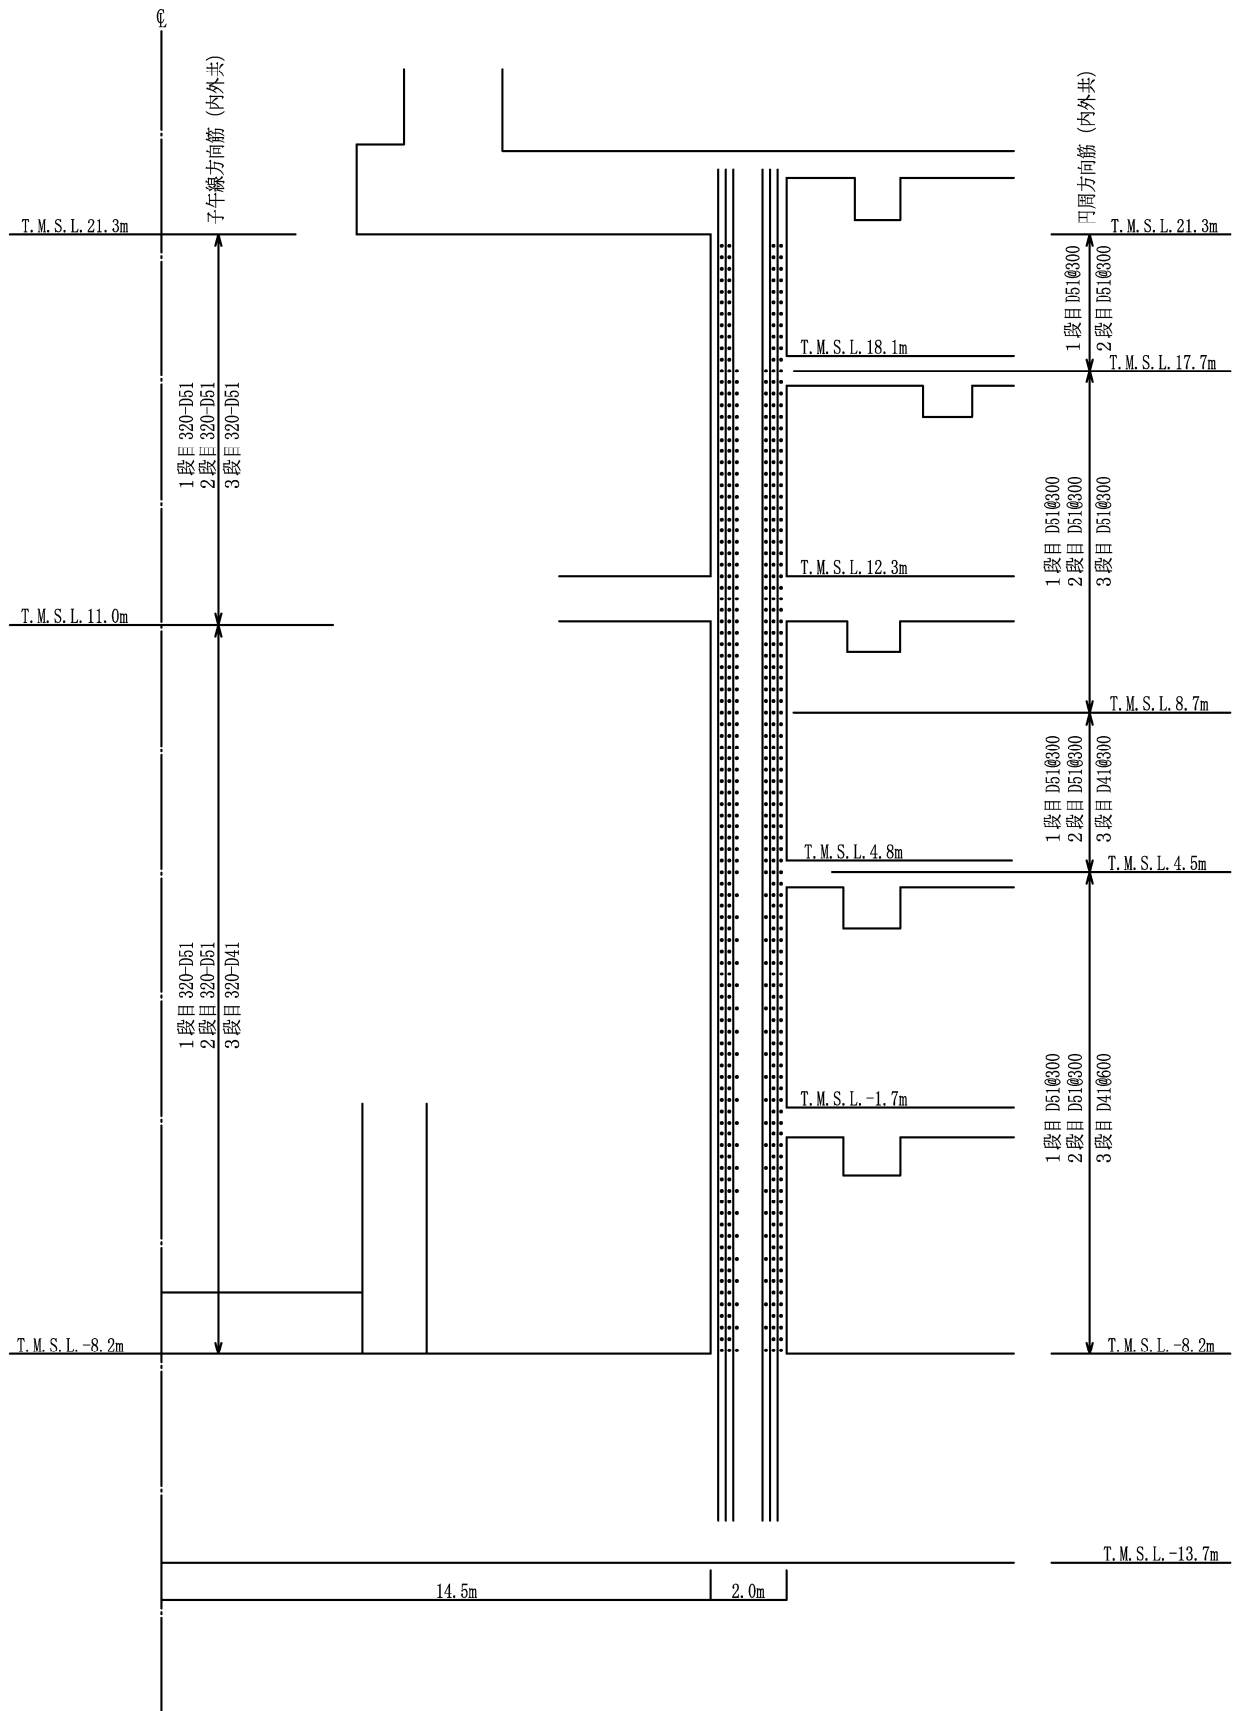 ℄
子午線方向筋 (内外共)
円周方向筋 (内外共)
T.M.S.L.21.3m
T.M.S.L.21.3m
1段目 D51@300
2段目 D51@300
T.M.S.L.18.1m
T.M.S.L.17.7m
1段目 320-D51
2段目 320-D51
3段目 320-D51
1段目 D51@300
2段目 D51@300
3段目 D51@300
T.M.S.L.12.3m
T.M.S.L.11.0m
T.M.S.L.8.7m
1段目 D51@300
2段目 D51@300
3段目 D41@300
T.M.S.L.4.8m
T.M.S.L.4.5m
1段目 320-D51
2段目 320-D51
3段目 320-D41
1段目 D51@300
2段目 D51@300
3段目 D41@600
T.M.S.L.-1.7m
T.M.S.L.-8.2m
T.M.S.L.-8.2m
T.M.S.L.-13.7m
14.5m
2.0m